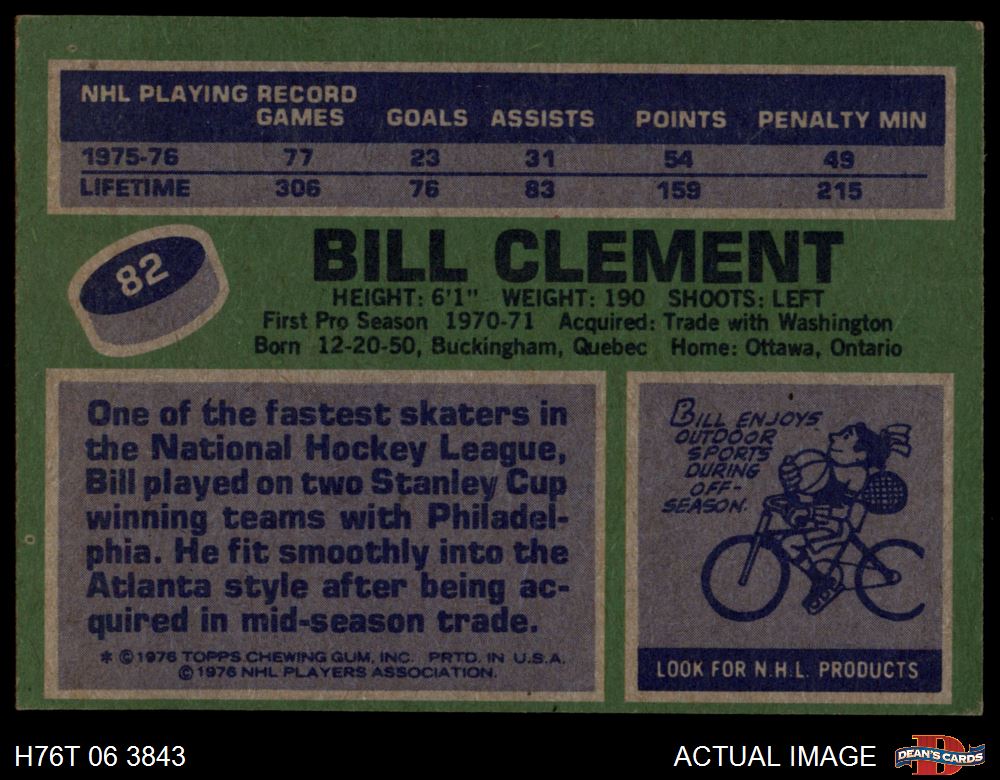 NHL PLAYING RECORD
GAMES GOALS ASSISTS POINTS PENALTY MIN
1975-76 77 23 31 54 49
LIFETIME 306 76 83 159 215
82
BILL CLEMENT
HEIGHT: 6'1" WEIGHT: 190 SHOOTS: LEFT
First Pro Season 1970-71 Acquired: Trade with Washington
Born 12-20-50, Buckingham, Quebec Home: Ottawa, Ontario
One of the fastest skaters in
the National Hockey League,
Bill played on two Stanley Cup
winning teams with Philadel-
phia. He fit smoothly into the
Atlanta style after being ac-
quired in mid-season trade.
* © 1976 TOPPS CHEWING GUM, INC. PRTD. IN U.S.A.
© 1976 NHL PLAYERS ASSOCIATION.
BILL ENJOYS
OUTDOOR
SPORTS
DURING
OFF-
SEASON.
LOOK FOR N.H.L. PRODUCTS
H76T 06 3843
ACTUAL IMAGE
D
DEAN'S CARDS